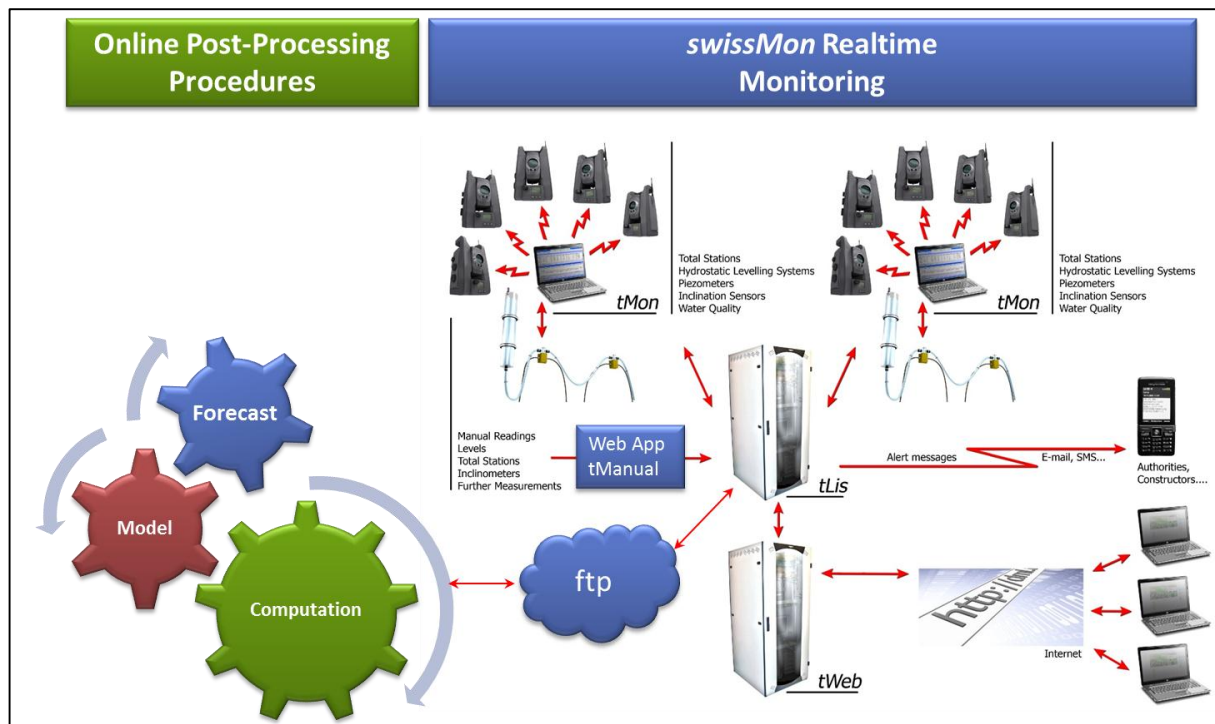 Online Post-Processing
Procedures
swissMon Realtime
Monitoring
Total Stations
Hydrostatic Levelling Systems
Piezometers
Inclination Sensors
Water Quality
tMon
Total Stations
Hydrostatic Levelling Systems
Piezometers
Inclination Sensors
Water Quality
tMon
Forecast
Model
Computation
Manual Readings
Levels
Total Stations
Inclinometers
Further Measurements
Web App
tManual
tLis
Alert messages
E-mail, SMS...
Authorities,
Constructors....
ftp
tWeb
Internet